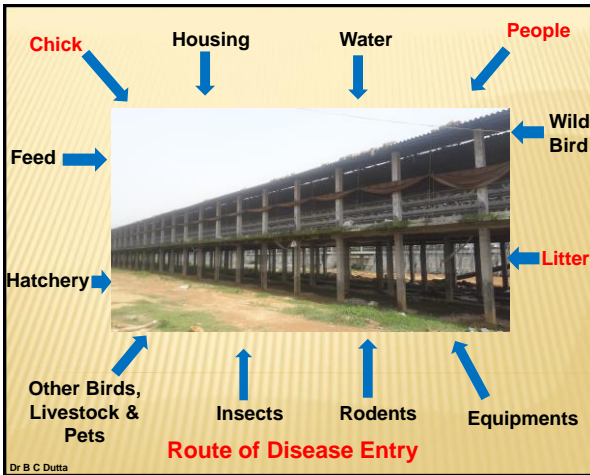 Chick
Housing
Water
People
Feed
Wild
Bird
Hatchery
Litter
Other Birds,
Livestock &
Pets
Insects
Rodents
Equipments
Route of Disease Entry
Dr B C Dutta